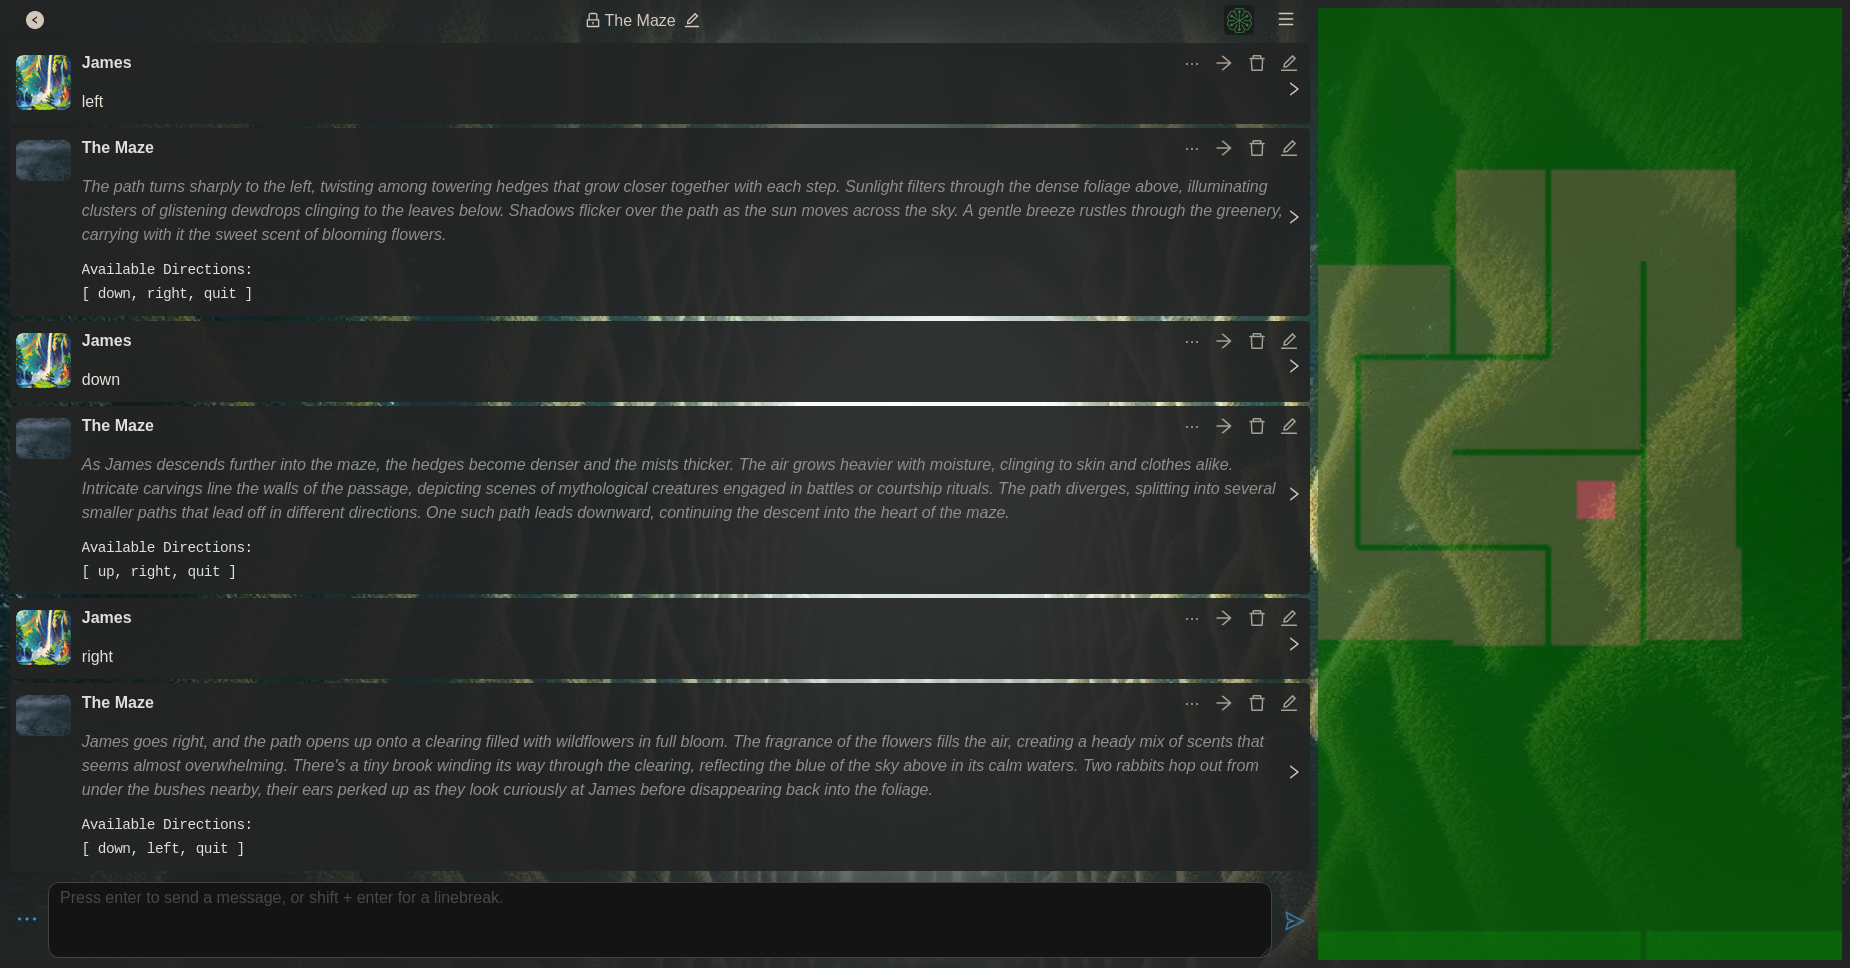 The Maze
James
left
The Maze
The path turns sharply to the left, twisting among towering hedges that grow closer together with each step. Sunlight filters through the dense foliage above, illuminating
clusters of glistening dewdrops clinging to the leaves below. Shadows flicker over the path as the sun moves across the sky. A gentle breeze rustles through the greenery,
carrying with it the sweet scent of blooming flowers.
Available Directions:
[ down, right, quit ]
James
down
The Maze
As James descends further into the maze, the hedges become denser and the mists thicker. The air grows heavier with moisture, clinging to skin and clothes alike.
Intricate carvings line the walls of the passage, depicting scenes of mythological creatures engaged in battles or courtship rituals. The path diverges, splitting into several
smaller paths that lead off in different directions. One such path leads downward, continuing the descent into the heart of the maze.
Available Directions:
[ up, right, quit ]
James
right
The Maze
James goes right, and the path opens up onto a clearing filled with wildflowers in full bloom. The fragrance of the flowers fills the air, creating a heady mix of scents that
seems almost overwhelming. There's a tiny brook winding its way through the clearing, reflecting the blue of the sky above in its calm waters. Two rabbits hop out from
under the bushes nearby, their ears perked up as they look curiously at James before disappearing back into the foliage.
Available Directions:
[ down, left, quit ]
Press enter to send a message, or shift + enter for a linebreak.